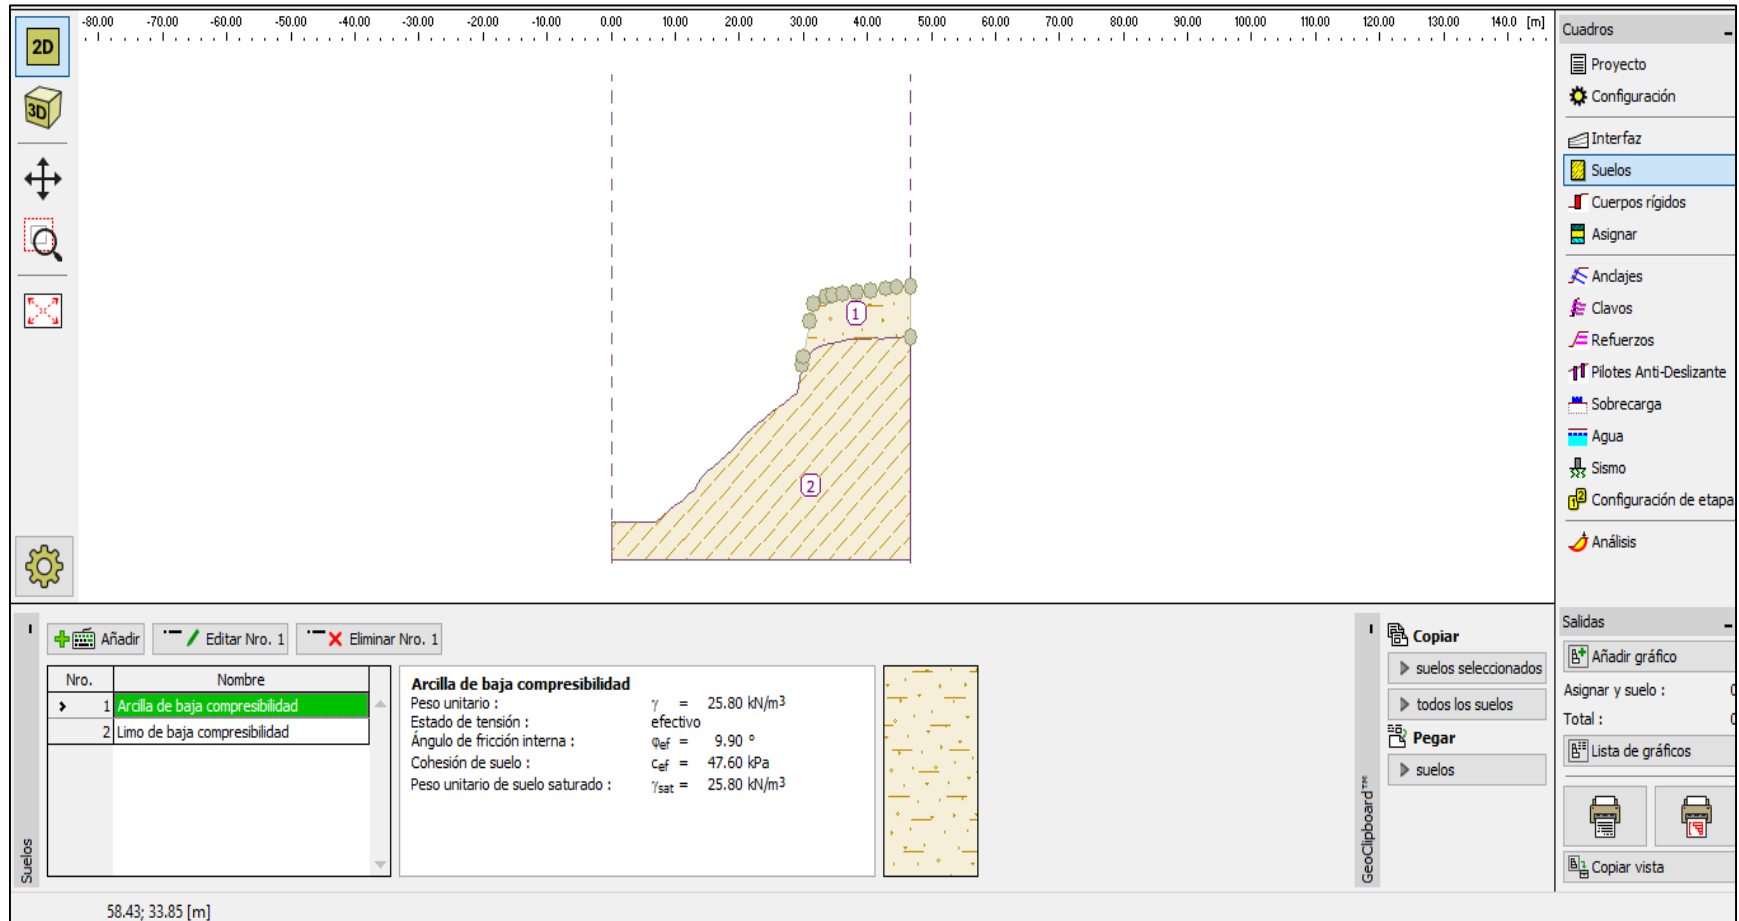 -80.00 -70.00 -60.00 -50.00 -40.00 -30.00 -20.00 -10.00 0.00 10.00 20.00 30.00 40.00 50.00 60.00 70.00 80.00 90.00 100.00 110.00 120.00 130.00 140.0 [m]
2D
3D
1
2
Cuadros
Proyecto
Configuración
Interfaz
Suelos
Cuerpos rígidos
Asignar
Anclajes
Clavos
Refuerzos
Pilotes Anti-Deslizante
Sobrecarga
Agua
Sismo
Configuración de etapa
Análisis
Añadir Editar Nro. 1 Eliminar Nro. 1
Nro. Nombre
1 Arcilla de baja compresibilidad
2 Limo de baja compresibilidad
Arcilla de baja compresibilidad
Peso unitario : γ = 25.80 kN/m3
Estado de tensión : efectivo
Ángulo de fricción interna : φef = 9.90 °
Cohesión de suelo : cef = 47.60 kPa
Peso unitario de suelo saturado : γsat = 25.80 kN/m3
Suelos
GeoClipboard™
Copiar
suelos seleccionados
todos los suelos
Pegar
suelos
Salidas
Añadir gráfico
Asignar y suelo : 0
Total : 0
Lista de gráficos
Copiar vista
58.43; 33.85 [m]